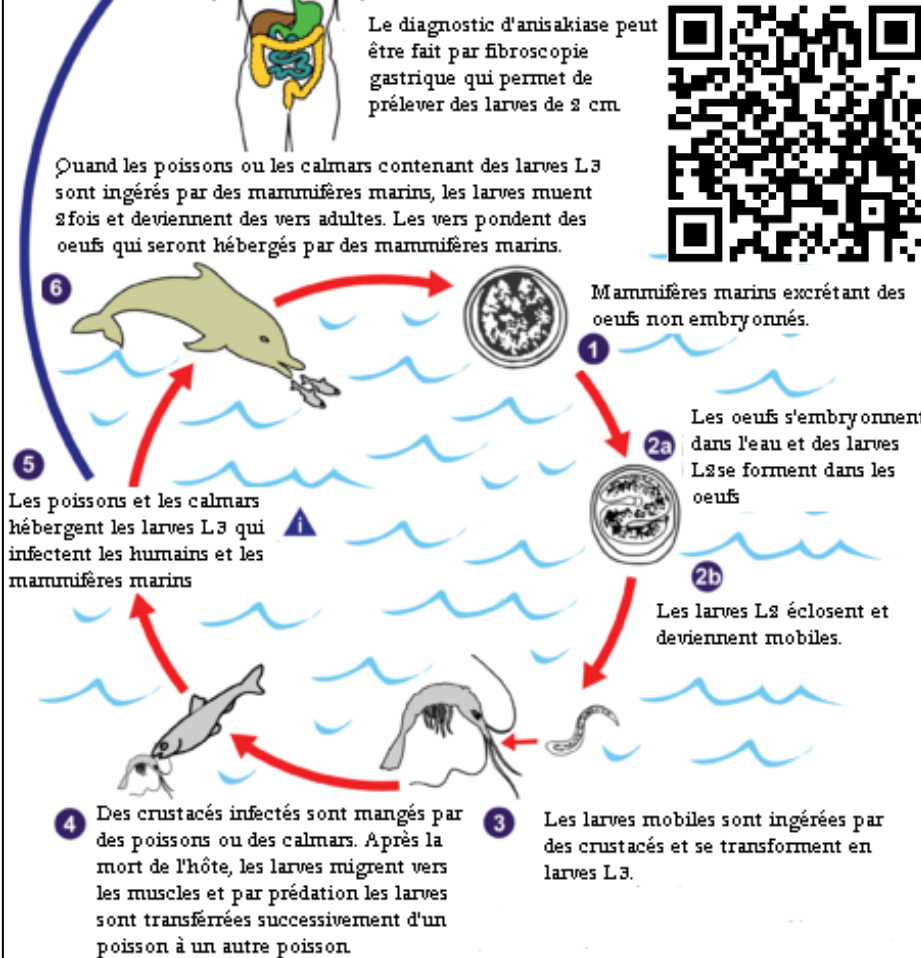 Le diagnostic d'anisakiase peut
être fait par fibroscopie
gastrique qui permet de
prélever des larves de 2 cm.
Quand les poissons ou les calmars contenant des larves L3
sont ingérés par des mammifères marins, les larves muent
2fois et deviennent des vers adultes. Les vers pondent des
oeufs qui seront hébergés par des mammifères marins.
6
Mammifères marins excrétant des
oeufs non embryonnés.
1
Les oeufs s'embryonnent
2a
dans l'eau et des larves
L2se forment dans les
oeufs
5
Les poissons et les calmars
hébergent les larves L3 qui
infectent les humains et les
mammifères marins
i
2b
Les larves L2 éclosent et
deviennent mobiles.
4
Des crustacés infectés sont mangés par
des poissons ou des calmars. Après la
mort de l'hôte, les larves migrent vers
les muscles et par prédation les larves
sont transférrées successivement d'un
poisson à un autre poisson
3
Les larves mobiles sont ingérées par
des crustacés et se transforment en
larves L3.